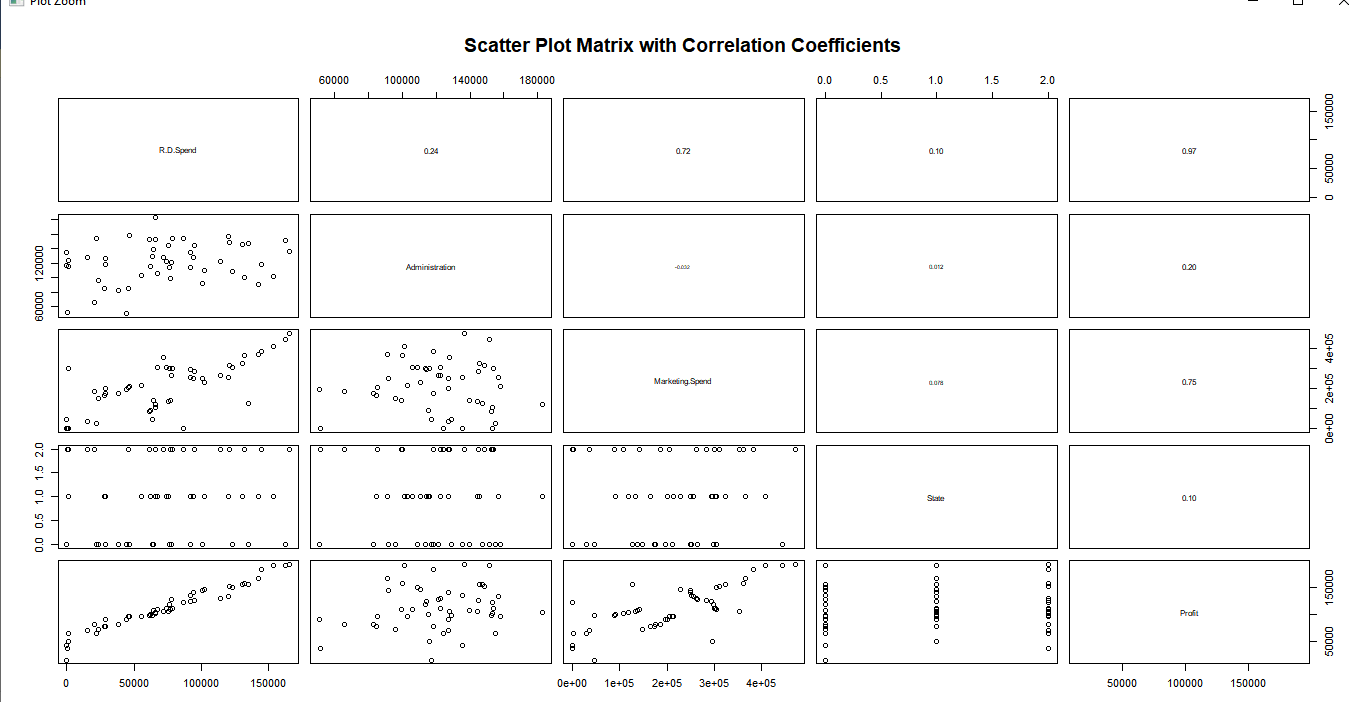 Plot Zoom
Scatter Plot Matrix with Correlation Coefficients
60000 100000 140000 180000 0.0 0.5 1.0 1.5 2.0
R.D.Spend 0.24 0.72 0.10 0.97 0 50000 150000
60000 120000 Administration -0.032 0.012 0.20
Marketing.Spend 0.078 0.75 0e+00 2e+05 4e+05
0.0 0.5 1.0 1.5 2.0 State 0.10
Profit 50000 150000
0 50000 100000 150000 0e+00 1e+05 2e+05 3e+05 4e+05 50000 100000 150000